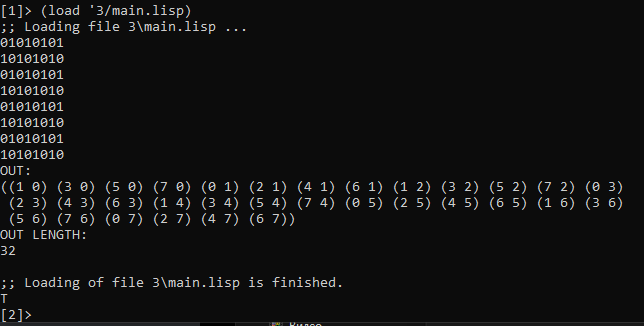 [1]> (load '3/main.lisp)
;; Loading file 3\main.lisp ...
01010101
10101010
01010101
10101010
01010101
10101010
01010101
10101010
OUT:
((1 0) (3 0) (5 0) (7 0) (0 1) (2 1) (4 1) (6 1) (1 2) (3 2) (5 2) (7 2) (0 3)
 (2 3) (4 3) (6 3) (1 4) (3 4) (5 4) (7 4) (0 5) (2 5) (4 5) (6 5) (1 6) (3 6)
 (5 6) (7 6) (0 7) (2 7) (4 7) (6 7))
OUT LENGTH:
32
;; Loading of file 3\main.lisp is finished.
T
[2]>